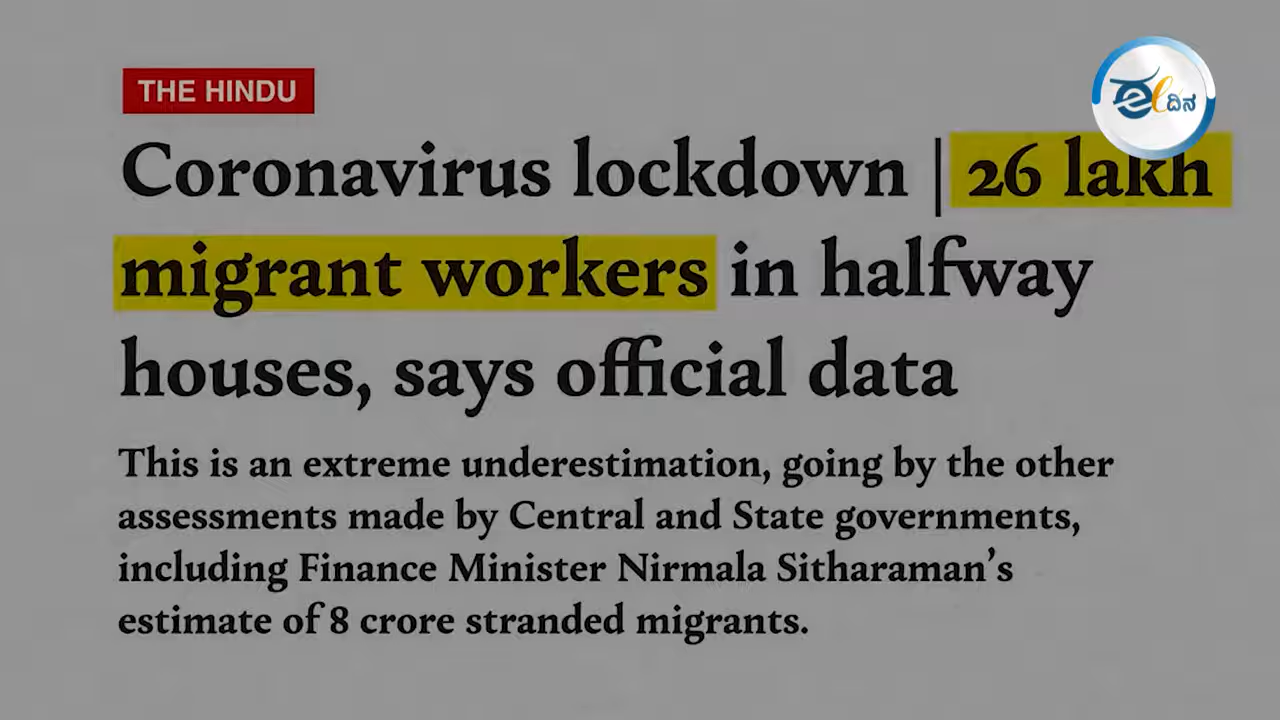 THE HINDU
ಈ ದಿನ
Coronavirus lockdown | 26 lakh
migrant workers in halfway
houses, says official data
This is an extreme underestimation, going by the other
assessments made by Central and State governments,
including Finance Minister Nirmala Sitharaman’s
estimate of 8 crore stranded migrants.